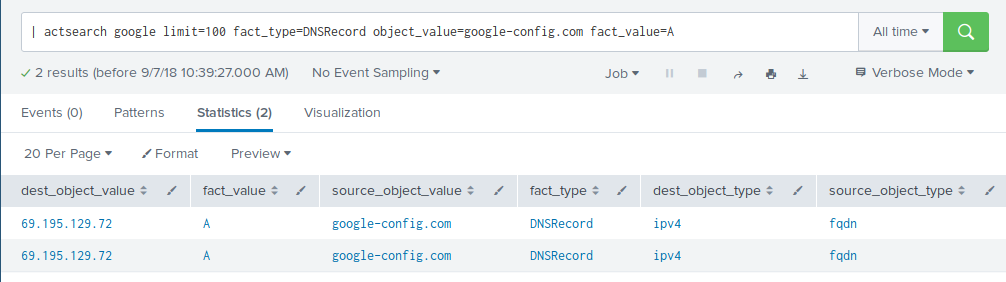 | actsearch google limit=100 fact_type=DNSRecord object_value=google-config.com fact_value=A All time
2 results (before 9/7/18 10:39:27.000 AM) No Event Sampling Job Verbose Mode
Events (0) Patterns Statistics (2) Visualization
20 Per Page Format Preview
dest_object_value fact_value source_object_value fact_type dest_object_type source_object_type
69.195.129.72 A google-config.com DNSRecord ipv4 fqdn
69.195.129.72 A google-config.com DNSRecord ipv4 fqdn